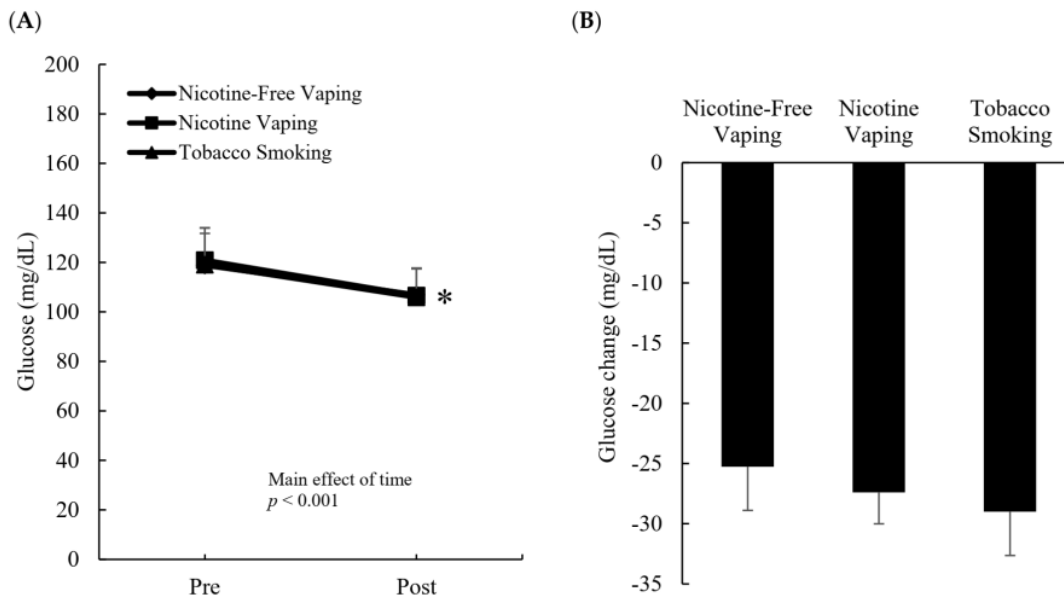 (A)
200
180
160
140
120
100
80
60
40
20
0
Glucose (mg/dL)
Nicotine-Free Vaping
Nicotine Vaping
Tobacco Smoking
*
Main effect of time
p < 0.001
Pre
Post
(B)
Nicotine-Free
Vaping
Nicotine
Vaping
Tobacco
Smoking
0
-5
-10
-15
-20
-25
-30
-35
Glucose change (mg/dL)